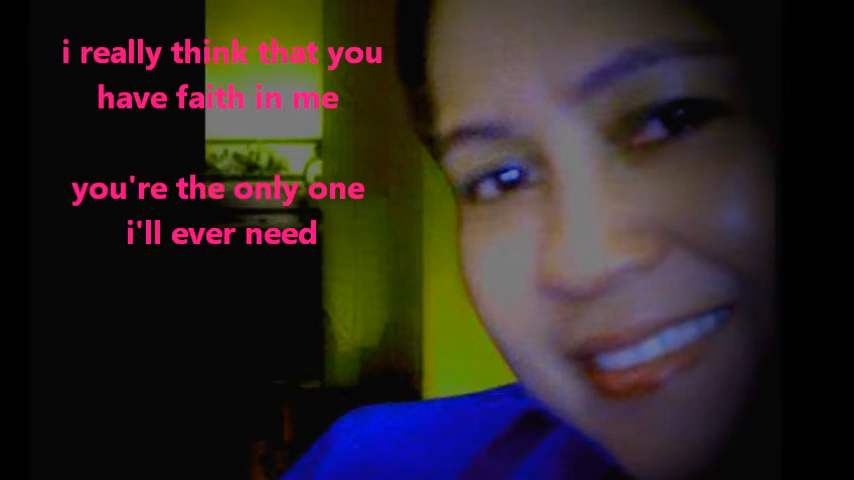 i really think that you
have faith in me
you're the only one
i'll ever need